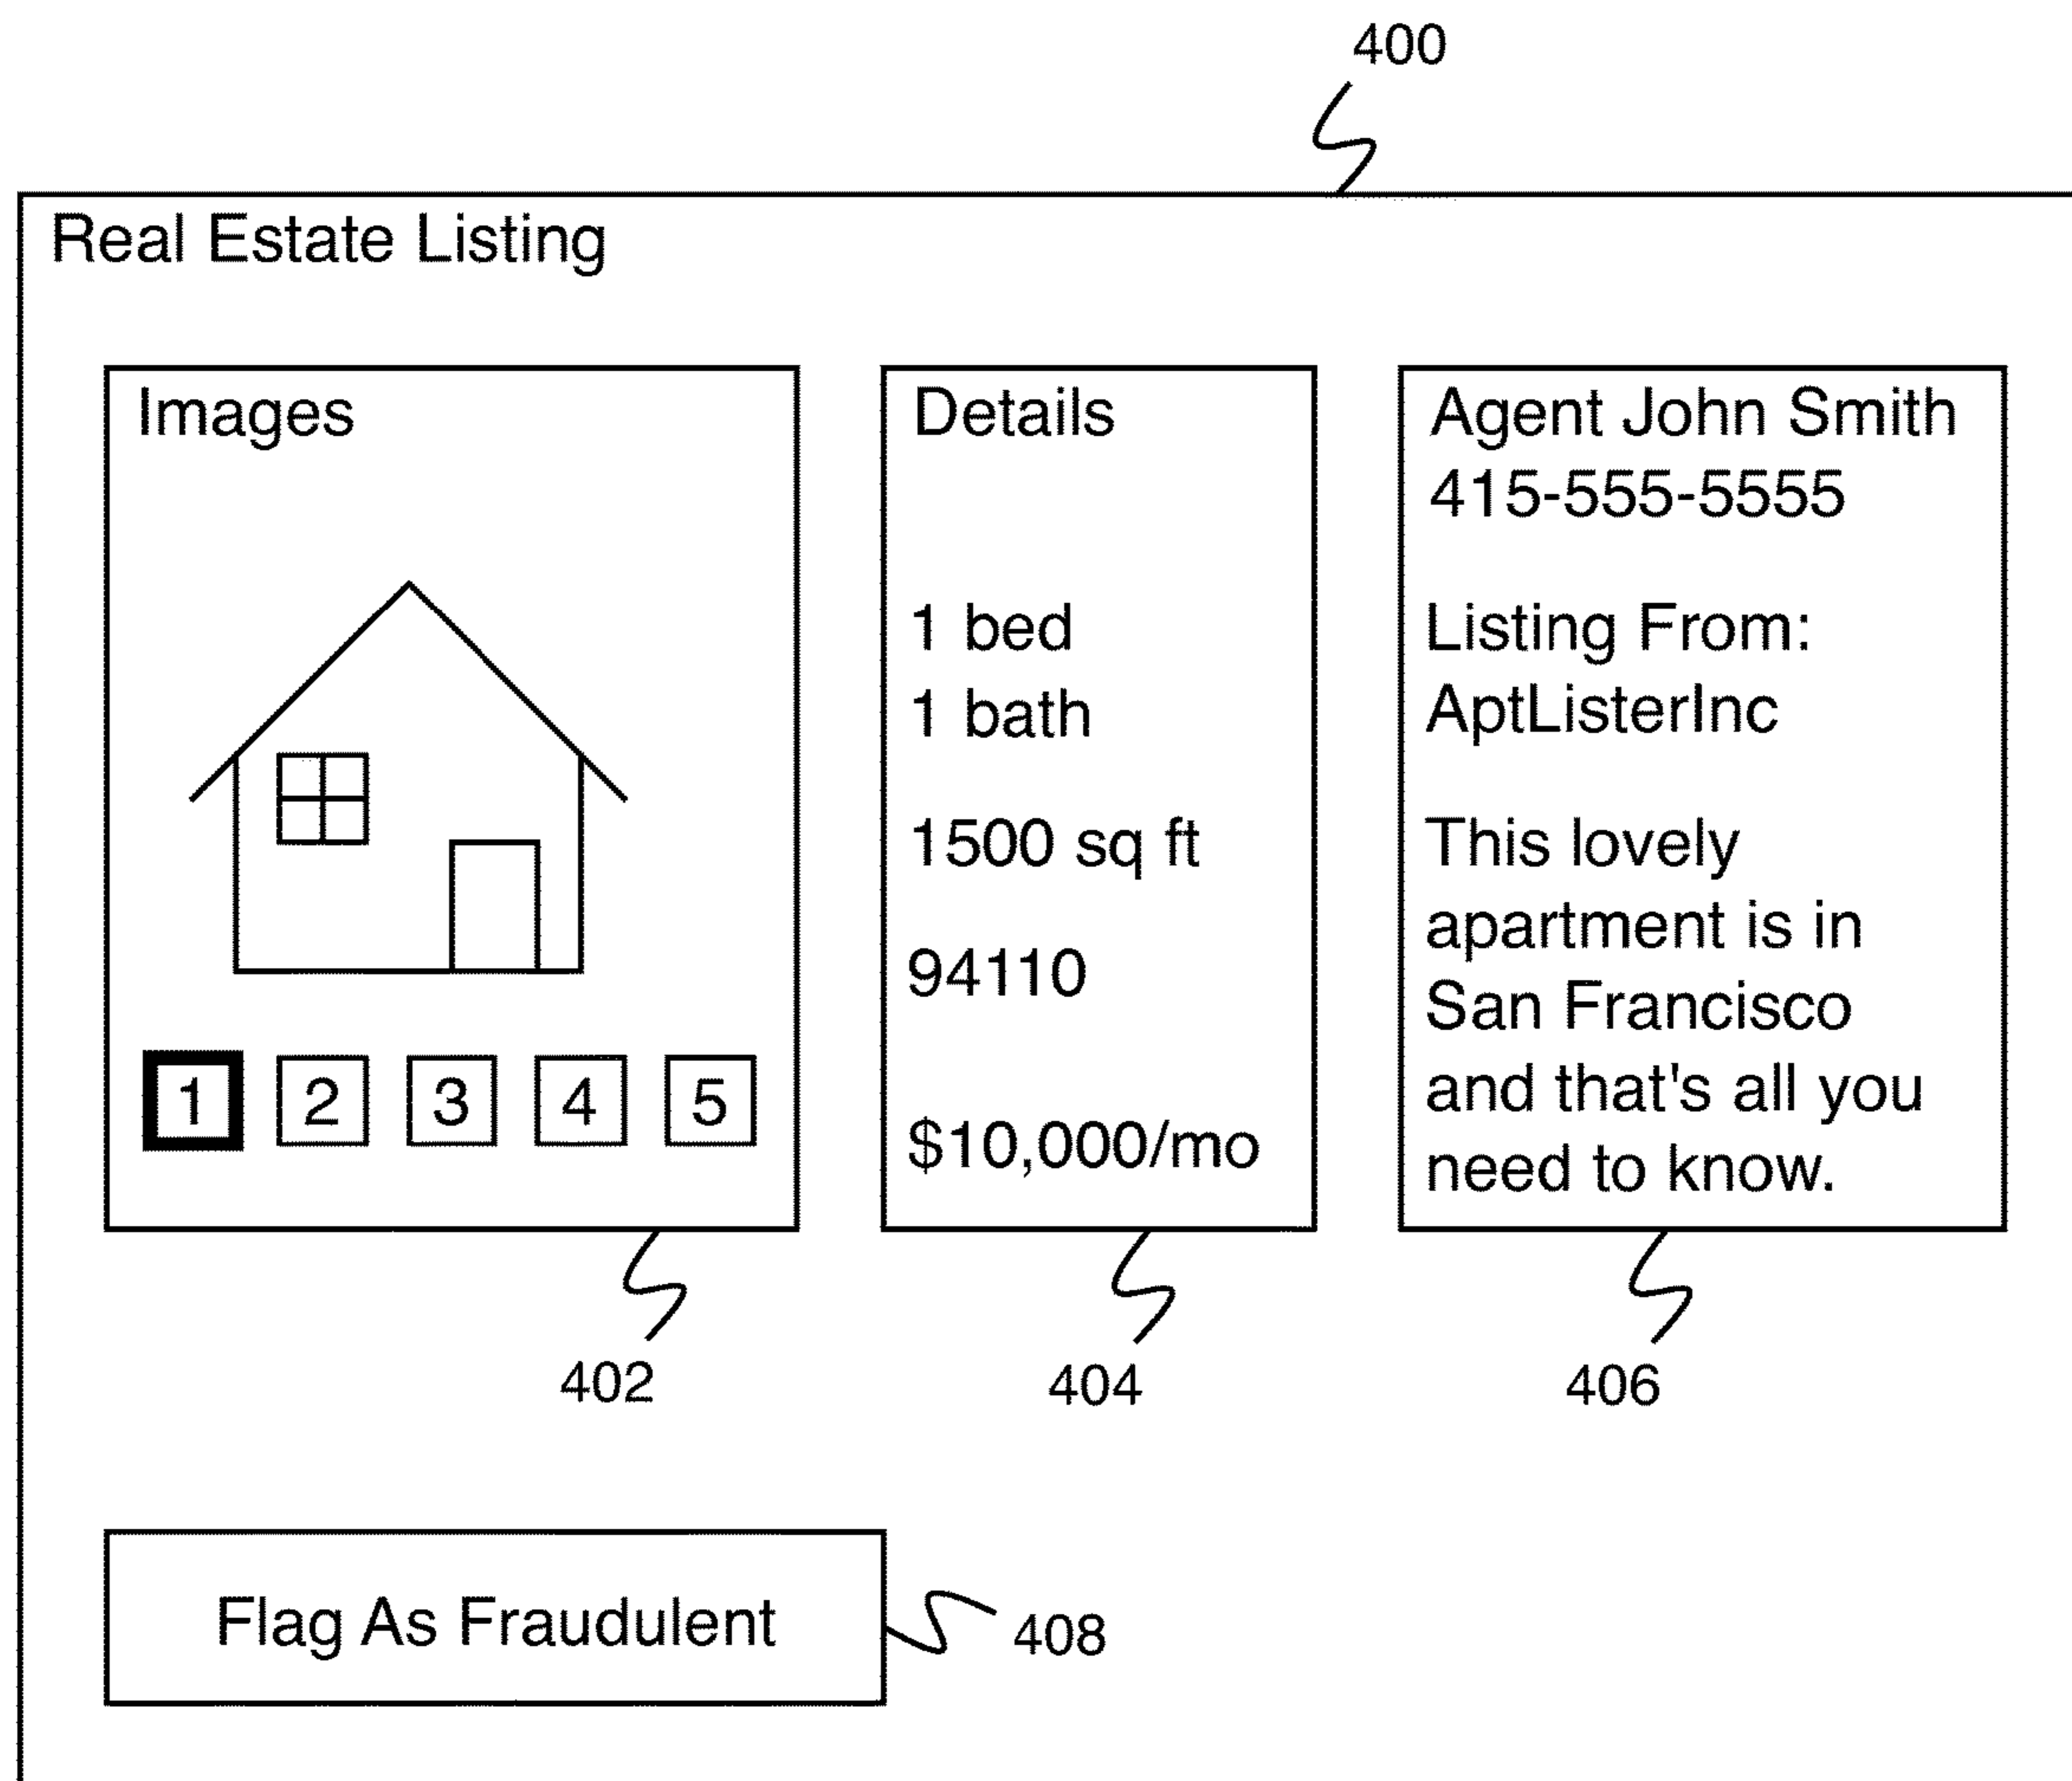 400
Real Estate Listing
Images
1 2 3 4 5
Details
1 bed
1 bath
1500 sq ft
94110
$10,000/mo
Agent John Smith
415-555-5555
Listing From:
AptListerInc
This lovely
apartment is in
San Francisco
and that's all you
need to know.
402
404
406
Flag As Fraudulent
408